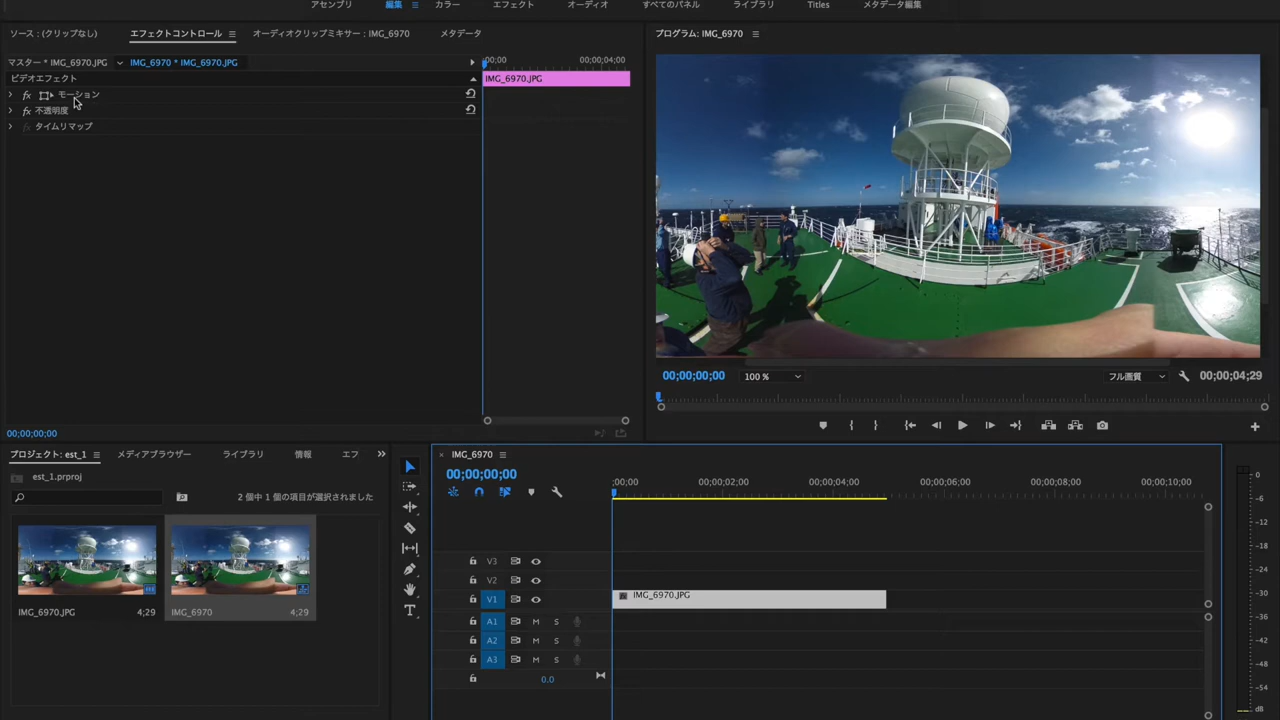 アセンブリ 編集 カラー エフェクト オーディオ すべてのパネル ライブラリ Titles メタデータ編集
ソース : (クリップなし) エフェクトコントロール オーディオクリップミキサー : IMG_6970 メタデータ
プログラム: IMG_6970
マスター * IMG_6970.JPG IMG_6970 * IMG_6970.JPG
;00;00 00;00;04;00
ビデオエフェクト
IMG_6970.JPG
fx モーション
fx 不透明度
fx タイムリマップ
00;00;00;00 100 % フル画質 00;00;04;29
00;00;00;00
プロジェクト: est_1 メディアブラウザー ライブラリ 情報 エフ
est_1.prproj
2 個中 1 個の項目が選択されました
IMG_6970.JPG 4;29
IMG_6970 4;29
IMG_6970
00;00;00;00
;00;00 00;00;02;00 00;00;04;00 00;00;06;00 00;00;08;00 00;00;10;00
V3
V2
V1 IMG_6970.JPG
A1 M S
A2 M S
A3 M S
0.0
0
-6
-12
-18
-24
-30
-36
-42
-48
-54
dB